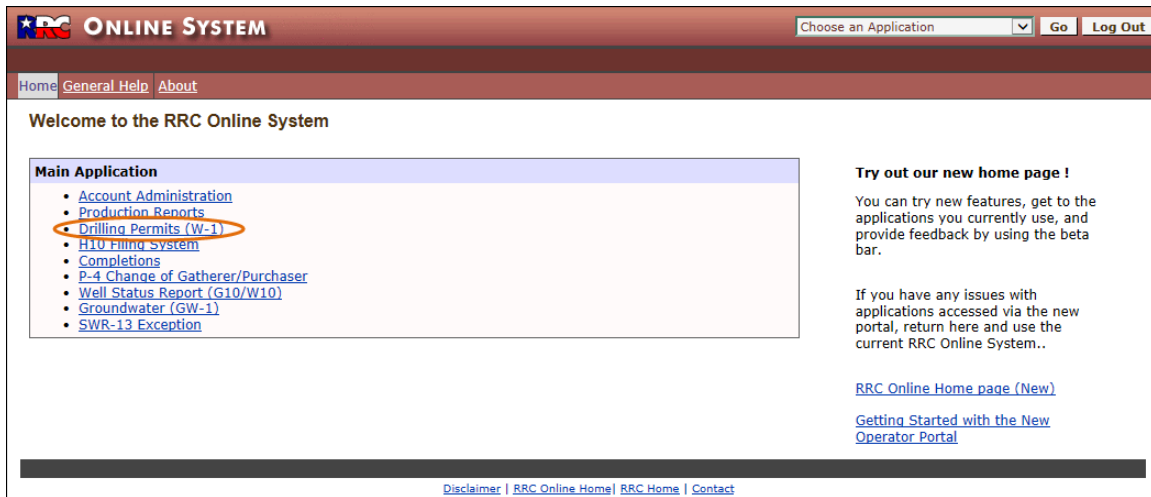 RRC ONLINE SYSTEM
Choose an Application Go Log Out
Home General Help About
Welcome to the RRC Online System
Main Application
• Account Administration
• Production Reports
• Drilling Permits (W-1)
• H10 Filing System
• Completions
• P-4 Change of Gatherer/Purchaser
• Well Status Report (G10/W10)
• Groundwater (GW-1)
• SWR-13 Exception
Try out our new home page !
You can try new features, get to the
applications you currently use, and
provide feedback by using the beta
bar.
If you have any issues with
applications accessed via the new
portal, return here and use the
current RRC Online System..
RRC Online Home page (New)
Getting Started with the New
Operator Portal
Disclaimer | RRC Online Home| RRC Home | Contact